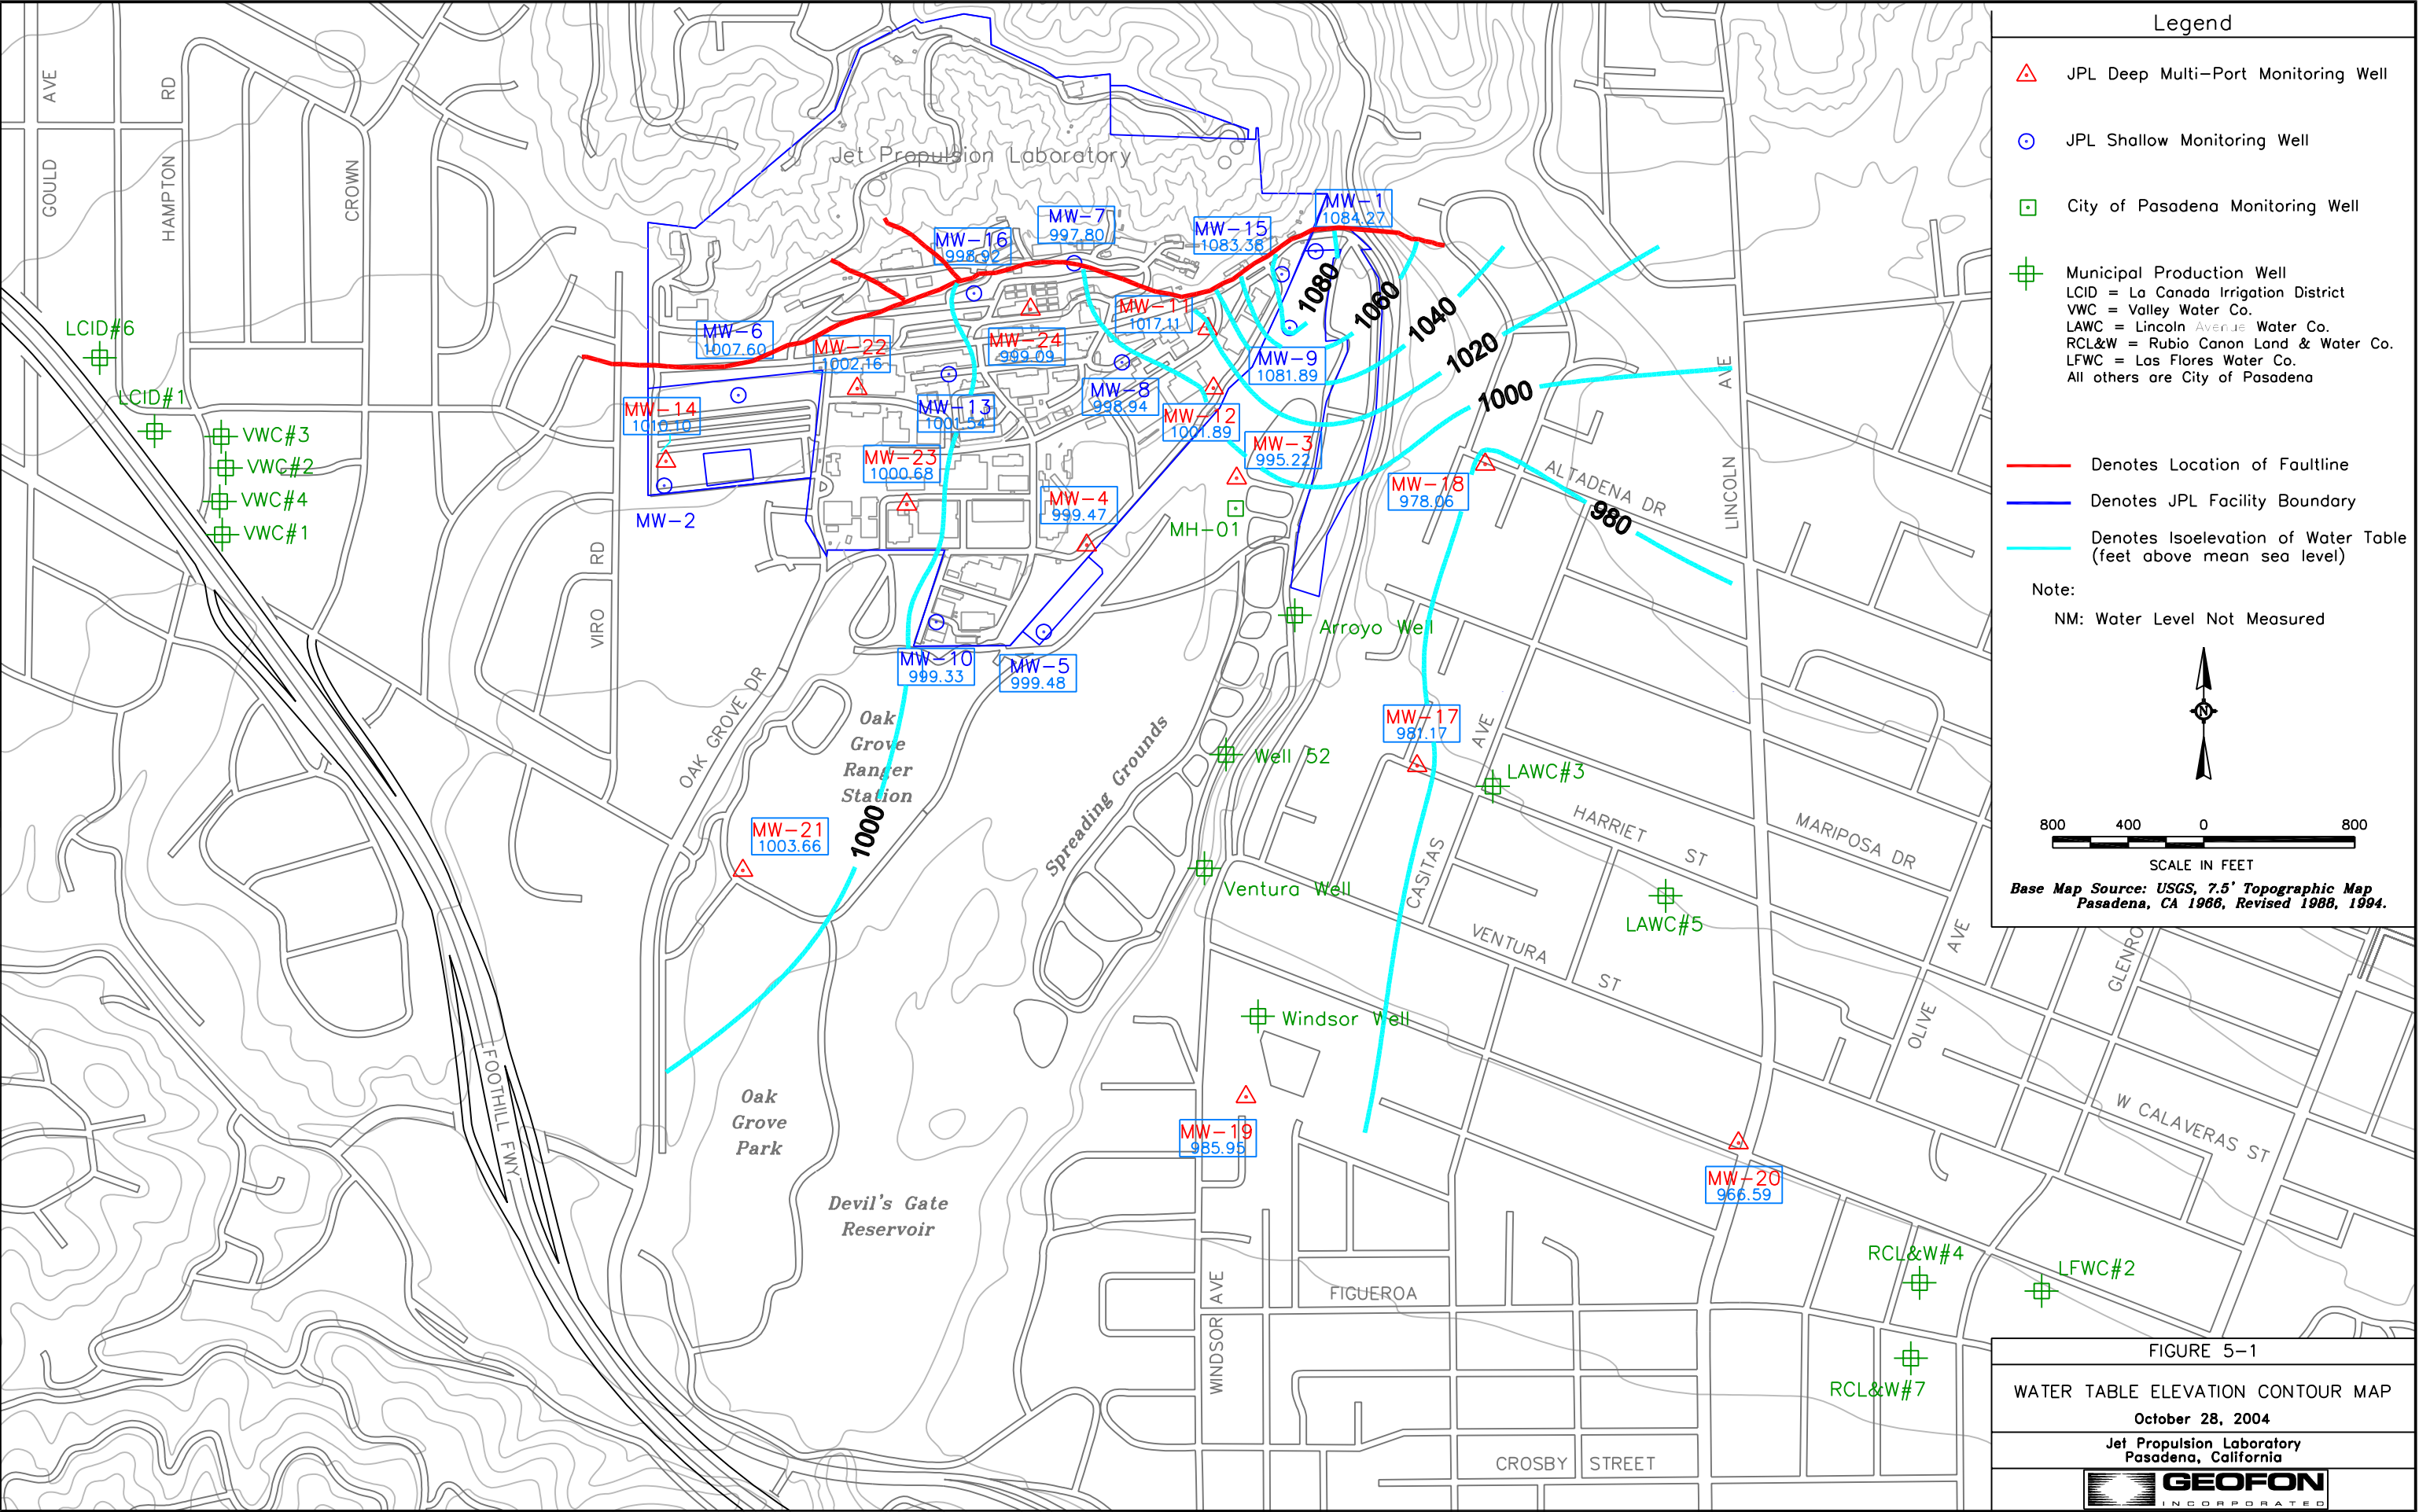 Legend
JPL Deep Multi-Port Monitoring Well
JPL Shallow Monitoring Well
City of Pasadena Monitoring Well
Municipal Production Well
LCID = La Canada Irrigation District
VWC = Valley Water Co.
LAWC = Lincoln Avenue Water Co.
RCL&W = Rubio Canon Land & Water Co.
LFWC = Las Flores Water Co.
All others are City of Pasadena
Denotes Location of Faultline
Denotes JPL Facility Boundary
Denotes Isoelevation of Water Table
(feet above mean sea level)
Note:
NM: Water Level Not Measured
N
800 400 0 800
SCALE IN FEET
Base Map Source: USGS, 7.5' Topographic Map
Pasadena, CA 1966, Revised 1988, 1994.
FIGURE 5-1
WATER TABLE ELEVATION CONTOUR MAP
October 28, 2004
Jet Propulsion Laboratory
Pasadena, California
GEOFON
INCORPORATED
GOULD AVE
HAMPTON RD
CROWN
Jet Propulsion Laboratory
MW-1
1084.27
MW-7
997.80
MW-15
1083.38
MW-16
998.92
MW-11
1017.11
MW-6
1007.60
MW-22
1002.16
MW-24
999.09
MW-9
1081.89
MW-8
998.94
MW-13
1001.54
MW-12
1001.89
MW-14
1010.10
MW-3
995.22
MW-23
1000.68
MW-18
978.06
MW-4
999.47
MW-2
MH-01
MW-10
999.33
MW-5
999.48
MW-17
981.17
MW-21
1003.66
MW-19
985.95
MW-20
966.59
1080
1060
1040
1020
1000
980
1000
LCID#6
LCID#1
VWC#3
VWC#2
VWC#4
VWC#1
Arroyo Well
Well 52
Ventura Well
Windsor Well
LAWC#3
LAWC#5
RCL&W#4
LFWC#2
RCL&W#7
VIRO RD
OAK GROVE DR
Oak
Grove
Ranger
Station
Spreading Grounds
Oak
Grove
Park
Devil's Gate
Reservoir
FOOTHILL FWY
LINCOLN AVE
ALTADENA DR
CASITAS AVE
HARRIET ST
MARIPOSA DR
VENTURA ST
OLIVE AVE
GLENRO
W CALAVERAS ST
WINDSOR AVE
FIGUEROA
CROSBY STREET